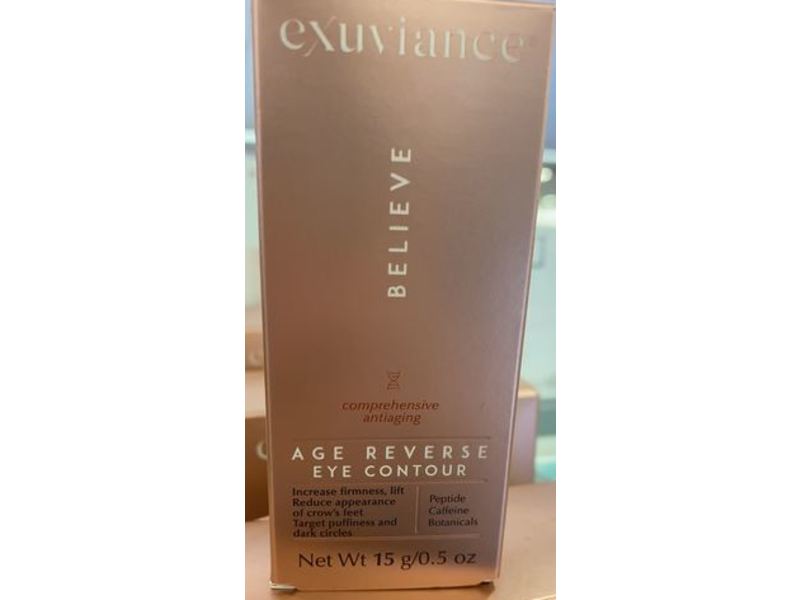 exuviance®
BELIEVE
comprehensive
antiaging
AGE REVERSE
EYE CONTOUR
Increase firmness, lift
Reduce appearance
of crow's feet
Target puffiness and
dark circles
Peptide
Caffeine
Botanicals
Net Wt 15 g/0.5 oz